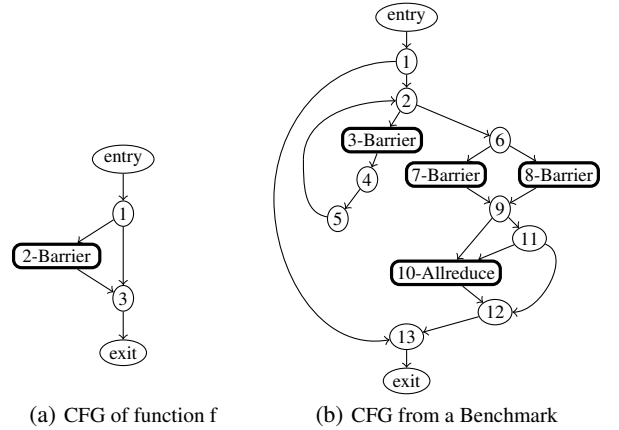 entry
1
2-Barrier
3
exit
(a) CFG of function f
entry
1
2
3-Barrier
6
4
7-Barrier
8-Barrier
5
9
11
10-Allreduce
12
13
exit
(b) CFG from a Benchmark